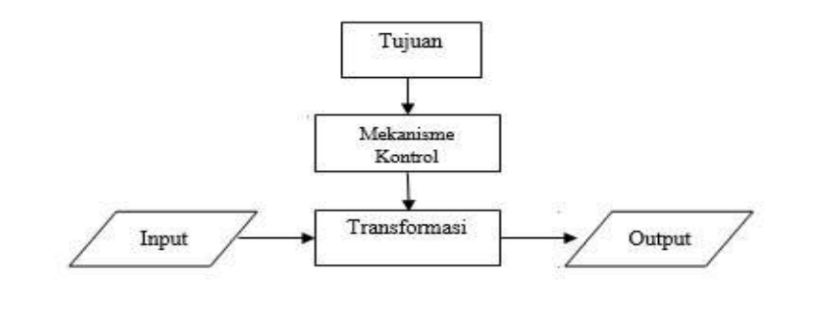 Tujuan
Mekanisme
Kontrol
Input
Transformasi
Output